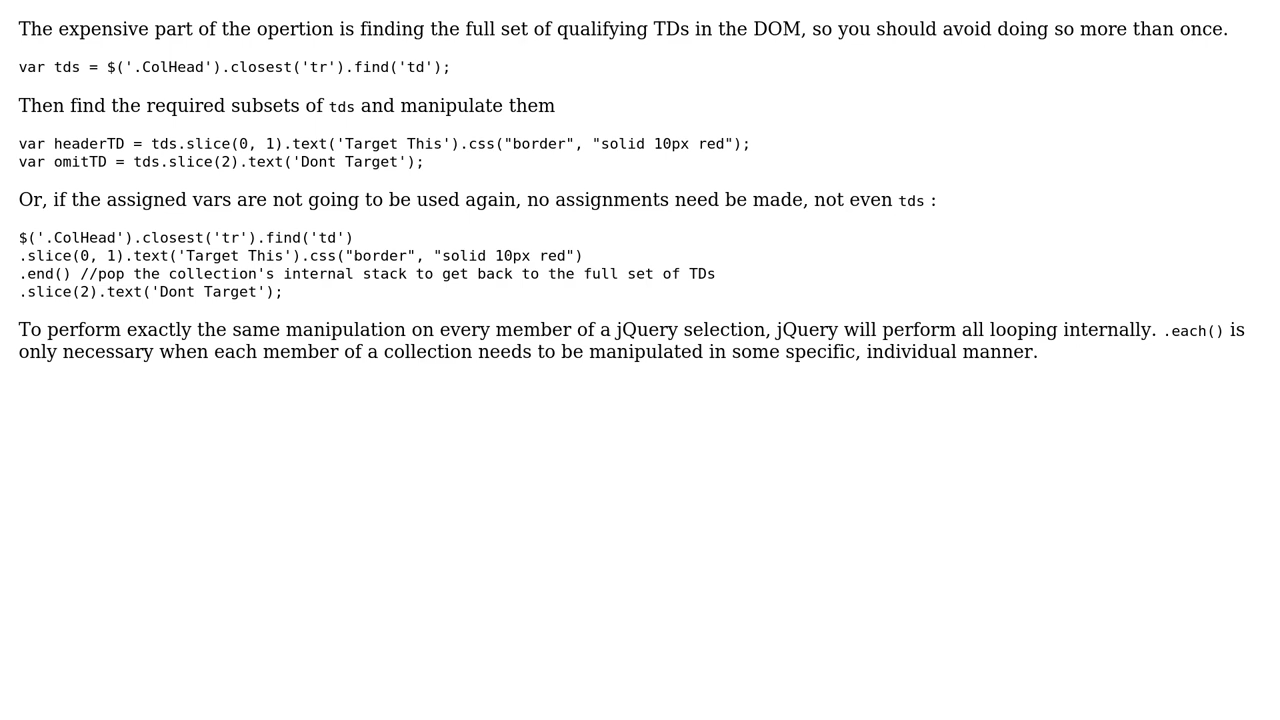 The expensive part of the opertion is finding the full set of qualifying TDs in the DOM, so you should avoid doing so more than once.
var tds = $('.ColHead').closest('tr').find('td');
Then find the required subsets of tds and manipulate them
var headerTD = tds.slice(0, 1).text('Target This').css("border", "solid 10px red");
var omitTD = tds.slice(2).text('Dont Target');
Or, if the assigned vars are not going to be used again, no assignments need be made, not even tds :
$('.ColHead').closest('tr').find('td')
.slice(0, 1).text('Target This').css("border", "solid 10px red")
.end() //pop the collection's internal stack to get back to the full set of TDs
.slice(2).text('Dont Target');
To perform exactly the same manipulation on every member of a jQuery selection, jQuery will perform all looping internally. .each() is
only necessary when each member of a collection needs to be manipulated in some specific, individual manner.